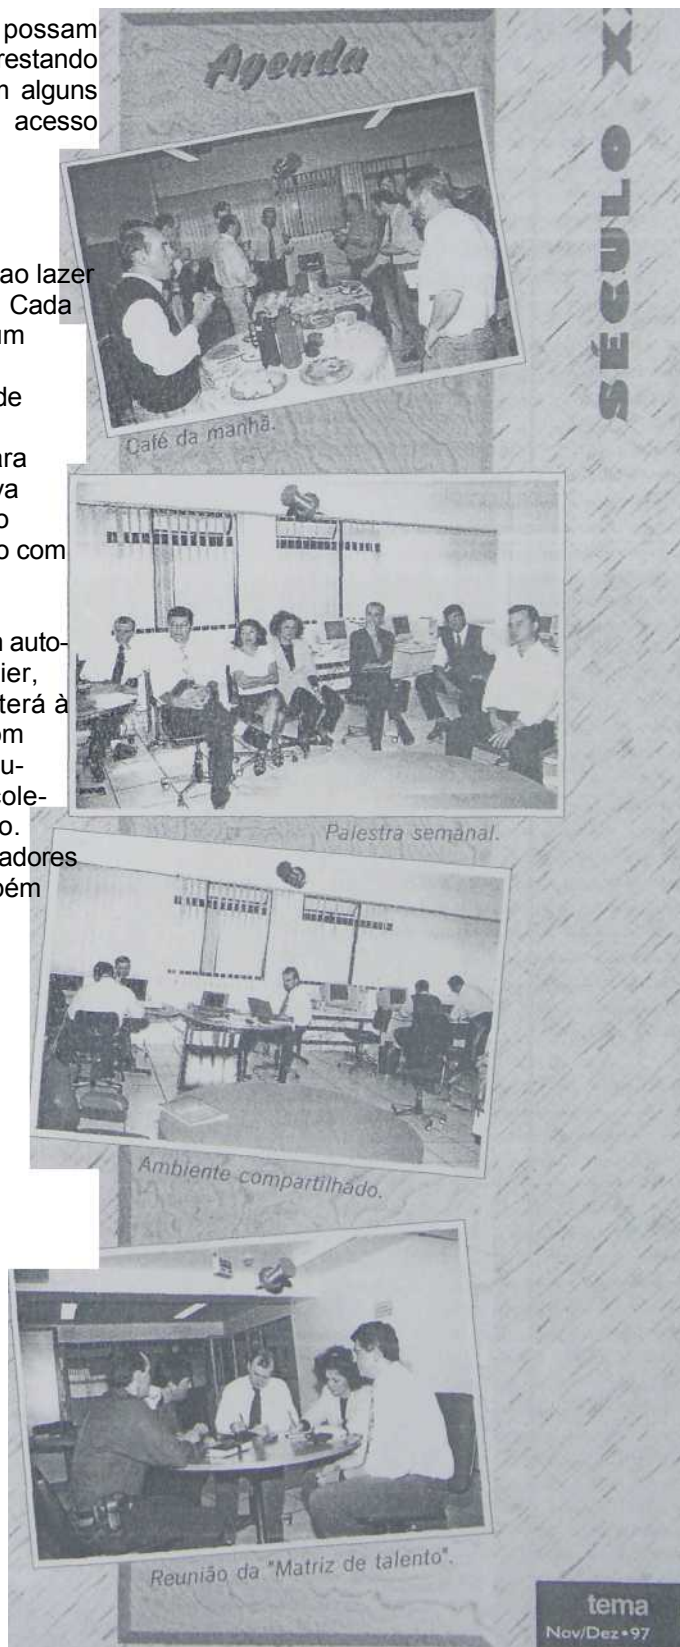 possam
restando
alguns
acesso
ao lazer
Cada
um
de
ara
va
o
o com
auto-
ier,
terá à
om
u-
cole-
o.
adores
bém
Agenda
Café da manhã.
Palestra semanal.
Ambiente compartilhado.
Reunião da "Matriz de talento".
SÉCULO XX
tema
Nov/Dez•97